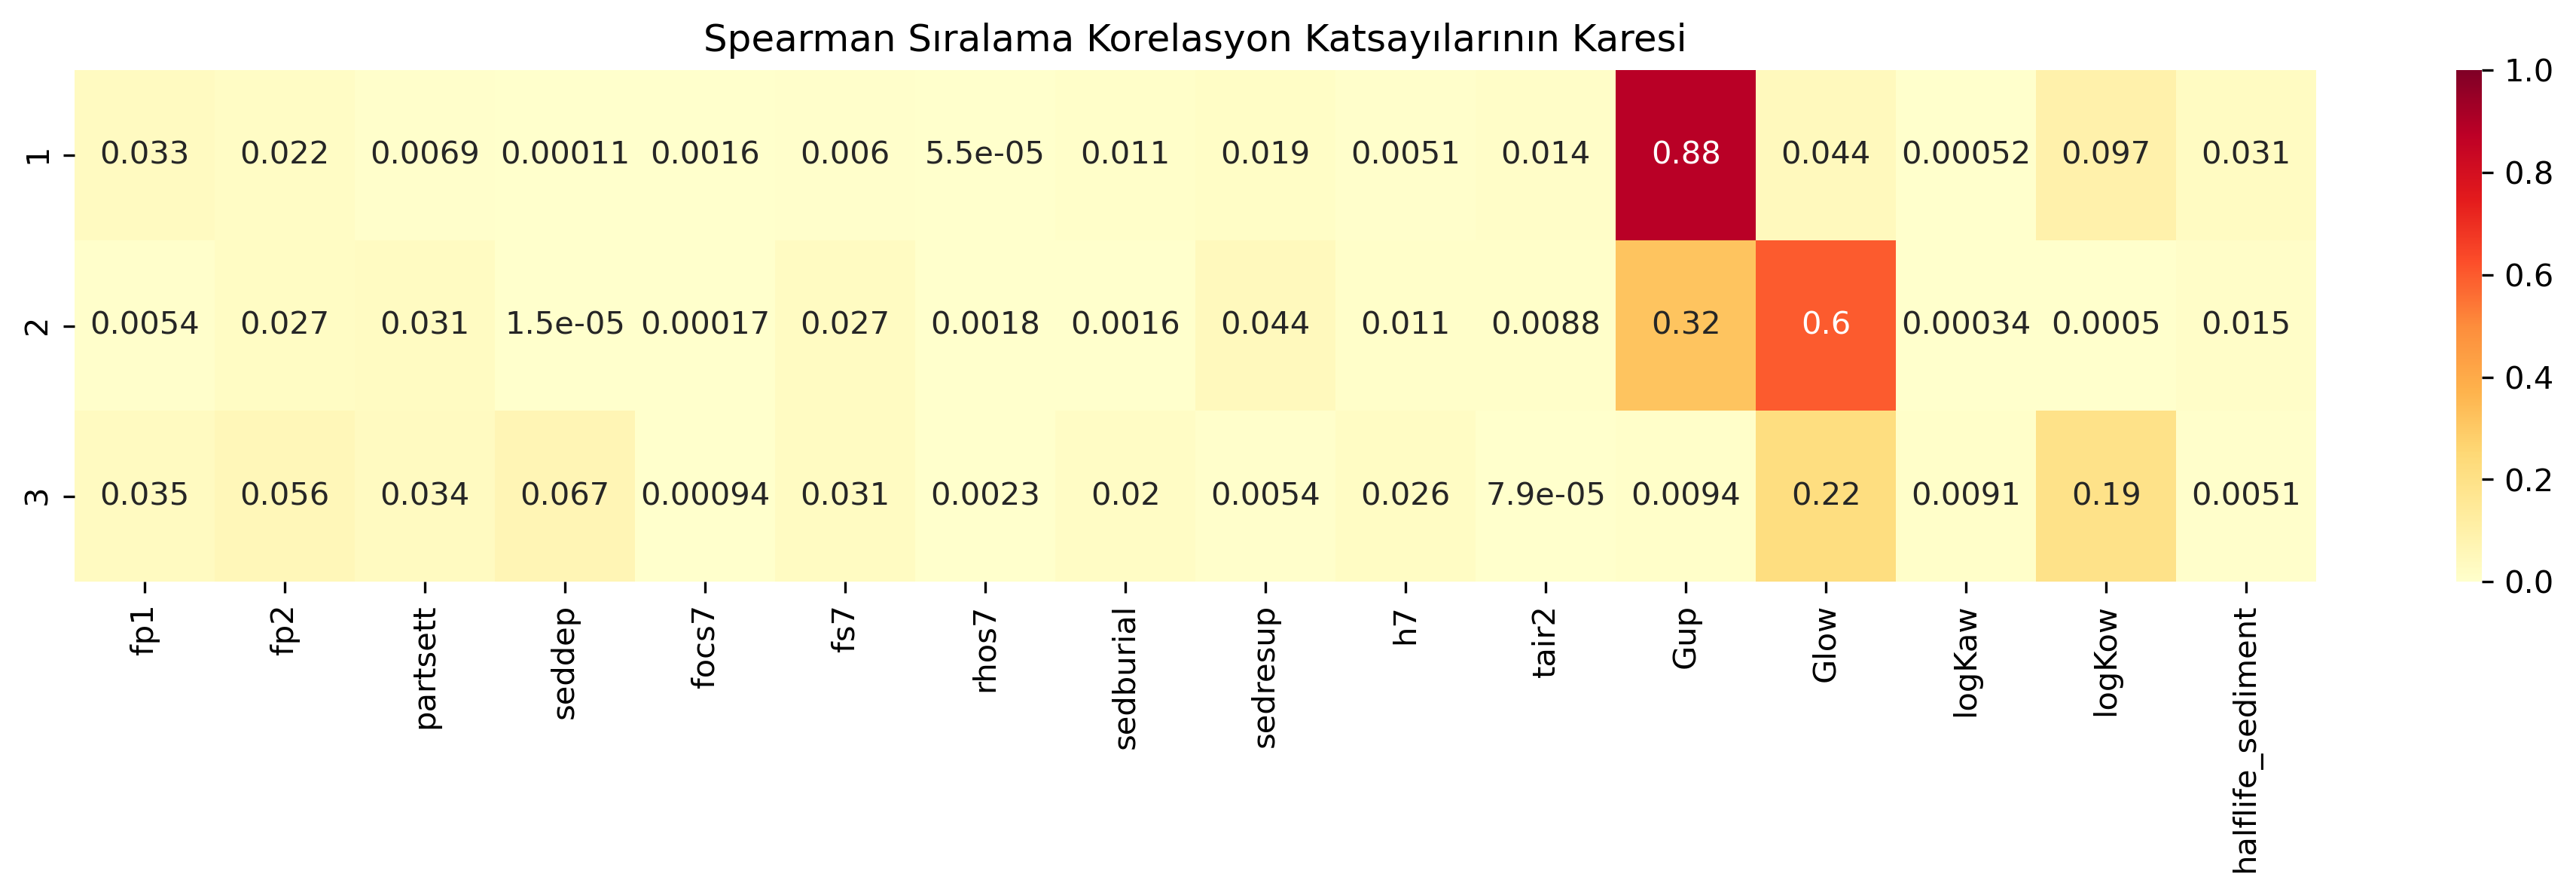 Spearman Sıralama Korelasyon Katsayılarının Karesi
1 0.033 0.022 0.0069 0.00011 0.0016 0.006 5.5e-05 0.011 0.019 0.0051 0.014 0.88 0.044 0.00052 0.097 0.031
2 0.0054 0.027 0.031 1.5e-05 0.00017 0.027 0.0018 0.0016 0.044 0.011 0.0088 0.32 0.6 0.00034 0.0005 0.015
3 0.035 0.056 0.034 0.067 0.00094 0.031 0.0023 0.02 0.0054 0.026 7.9e-05 0.0094 0.22 0.0091 0.19 0.0051
fp1 fp2 partsett seddep focs7 fs7 rhos7 sedburial sedresup h7 tair2 Gup Glow logKaw logKow halflife_sediment
1.0
0.8
0.6
0.4
0.2
0.0